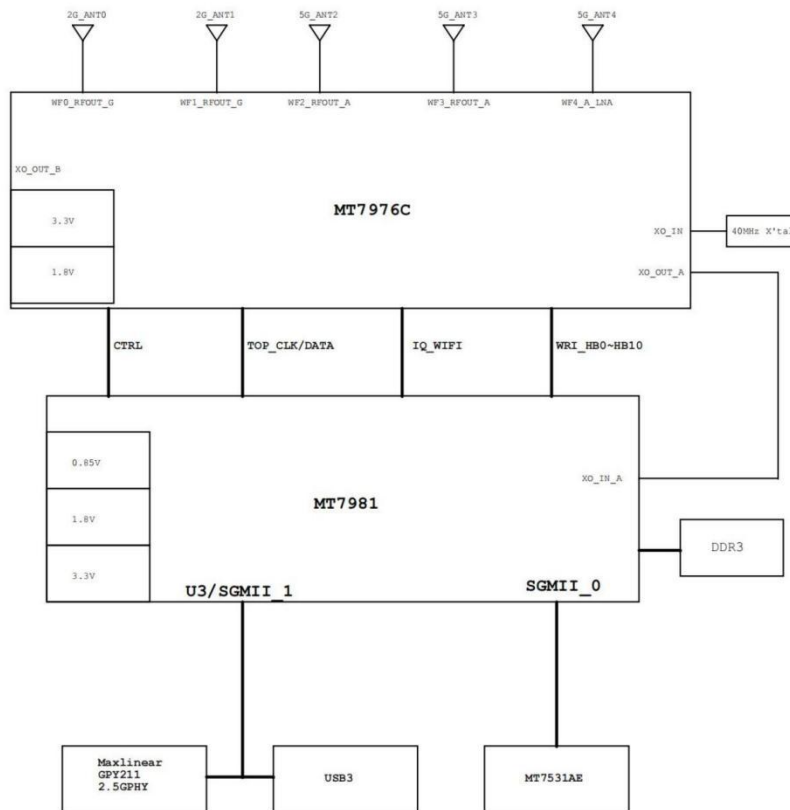 2G_ANT0
2G_ANT1
5G_ANT2
5G_ANT3
5G_ANT4
WF0_RFOUT_G
WF1_RFOUT_G
WF2_RFOUT_A
WF3_RFOUT_A
WF4_A_LNA
XO_OUT_B
MT7976C
3.3V
XO_IN
40MHz X'tal
1.8V
XO_OUT_A
CTRL
TOP_CLK/DATA
IQ_WIFI
WRI_HB0~HB10
0.85V
XO_IN_A
MT7981
1.8V
DDR3
3.3V
U3/SGMII_1
SGMII_0
Maxlinear
GPY211
2.5GPHY
USB3
MT7531AE